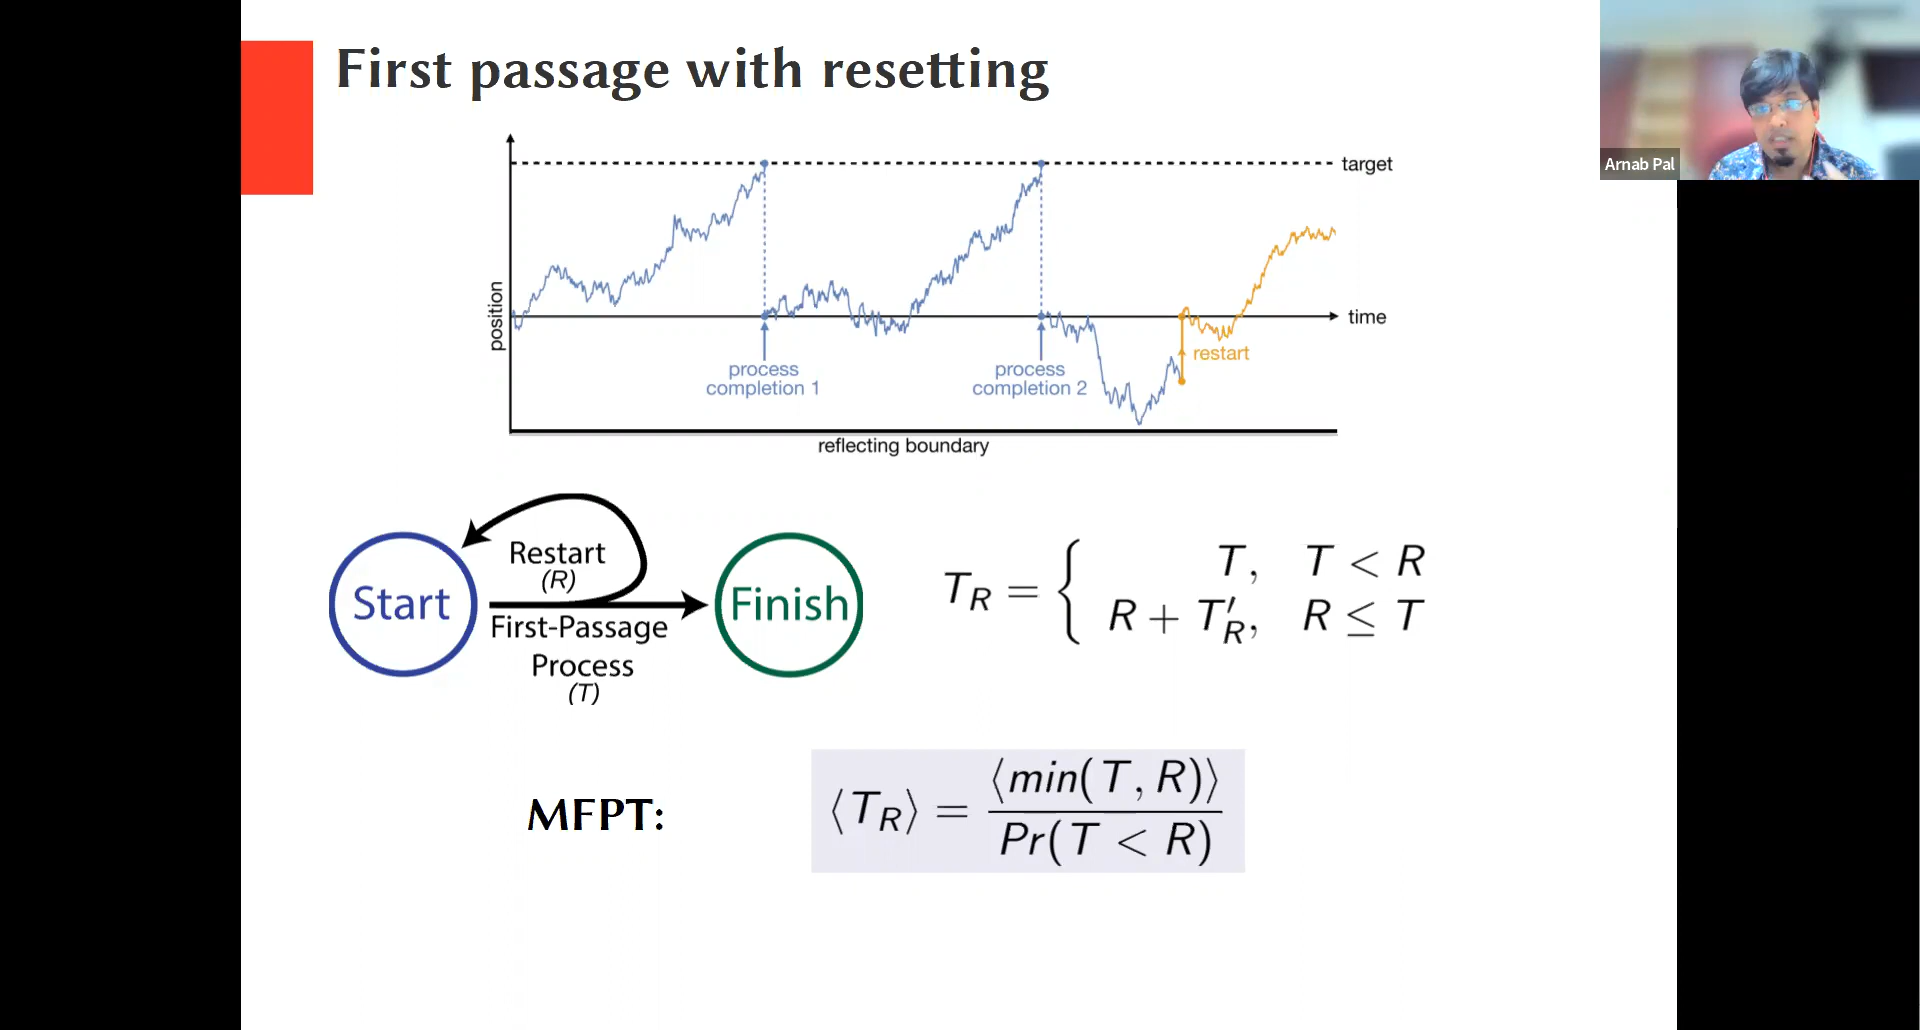 First passage with resetting
Arnab Pal
target
position
time
process
completion 1
process
completion 2
restart
reflecting boundary
Start
Restart
(R)
First-Passage
Process
(T)
Finish
T_R = { T, T < R
R + T'_R, R ≤ T
MFPT:
⟨T_R⟩ = ⟨min(T, R)⟩ / Pr(T < R)